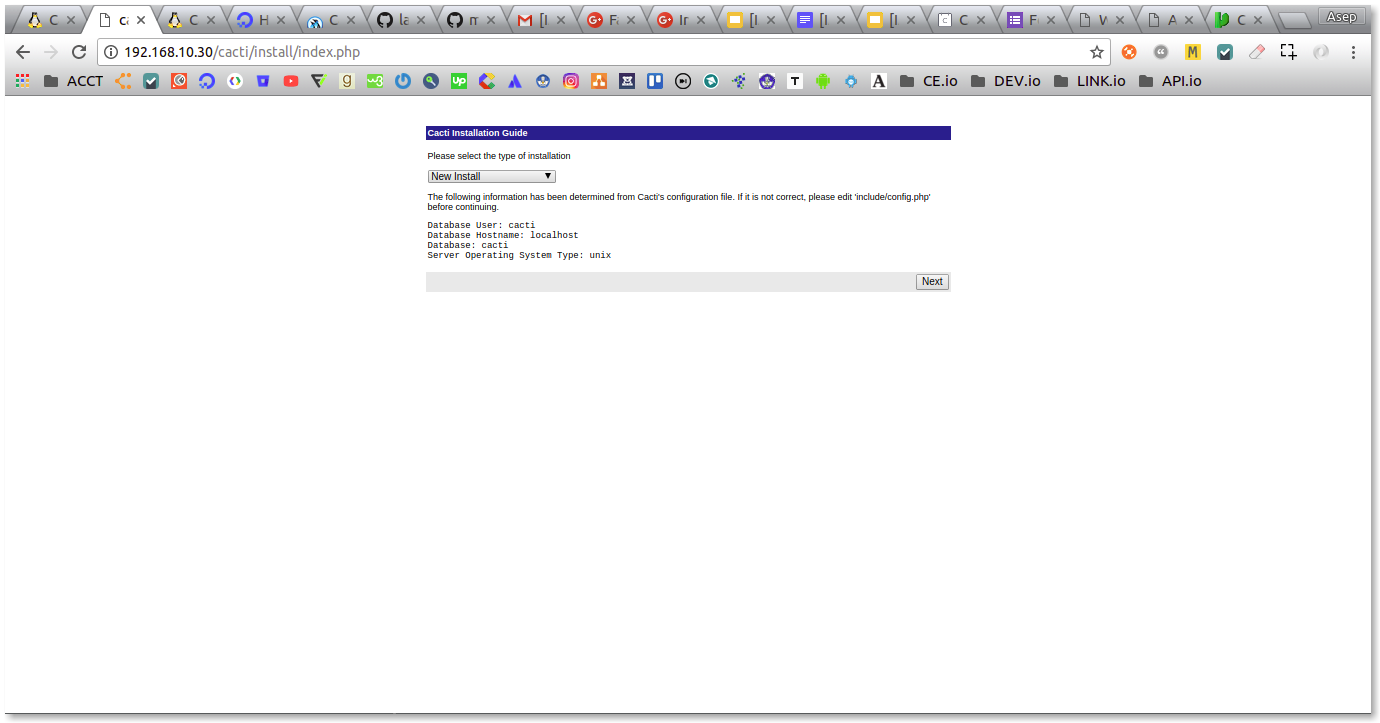 C
ca
C
H
C
la
m
[I
F
Ir
[I
[I
[I
C
F
W
A
C
Asep
192.168.10.30/cacti/install/index.php
ACCT
CE.io
DEV.io
LINK.io
API.io
Cacti Installation Guide
Please select the type of installation
New Install
The following information has been determined from Cacti's configuration file. If it is not correct, please edit 'include/config.php'
before continuing.
Database User: cacti
Database Hostname: localhost
Database: cacti
Server Operating System Type: unix
Next